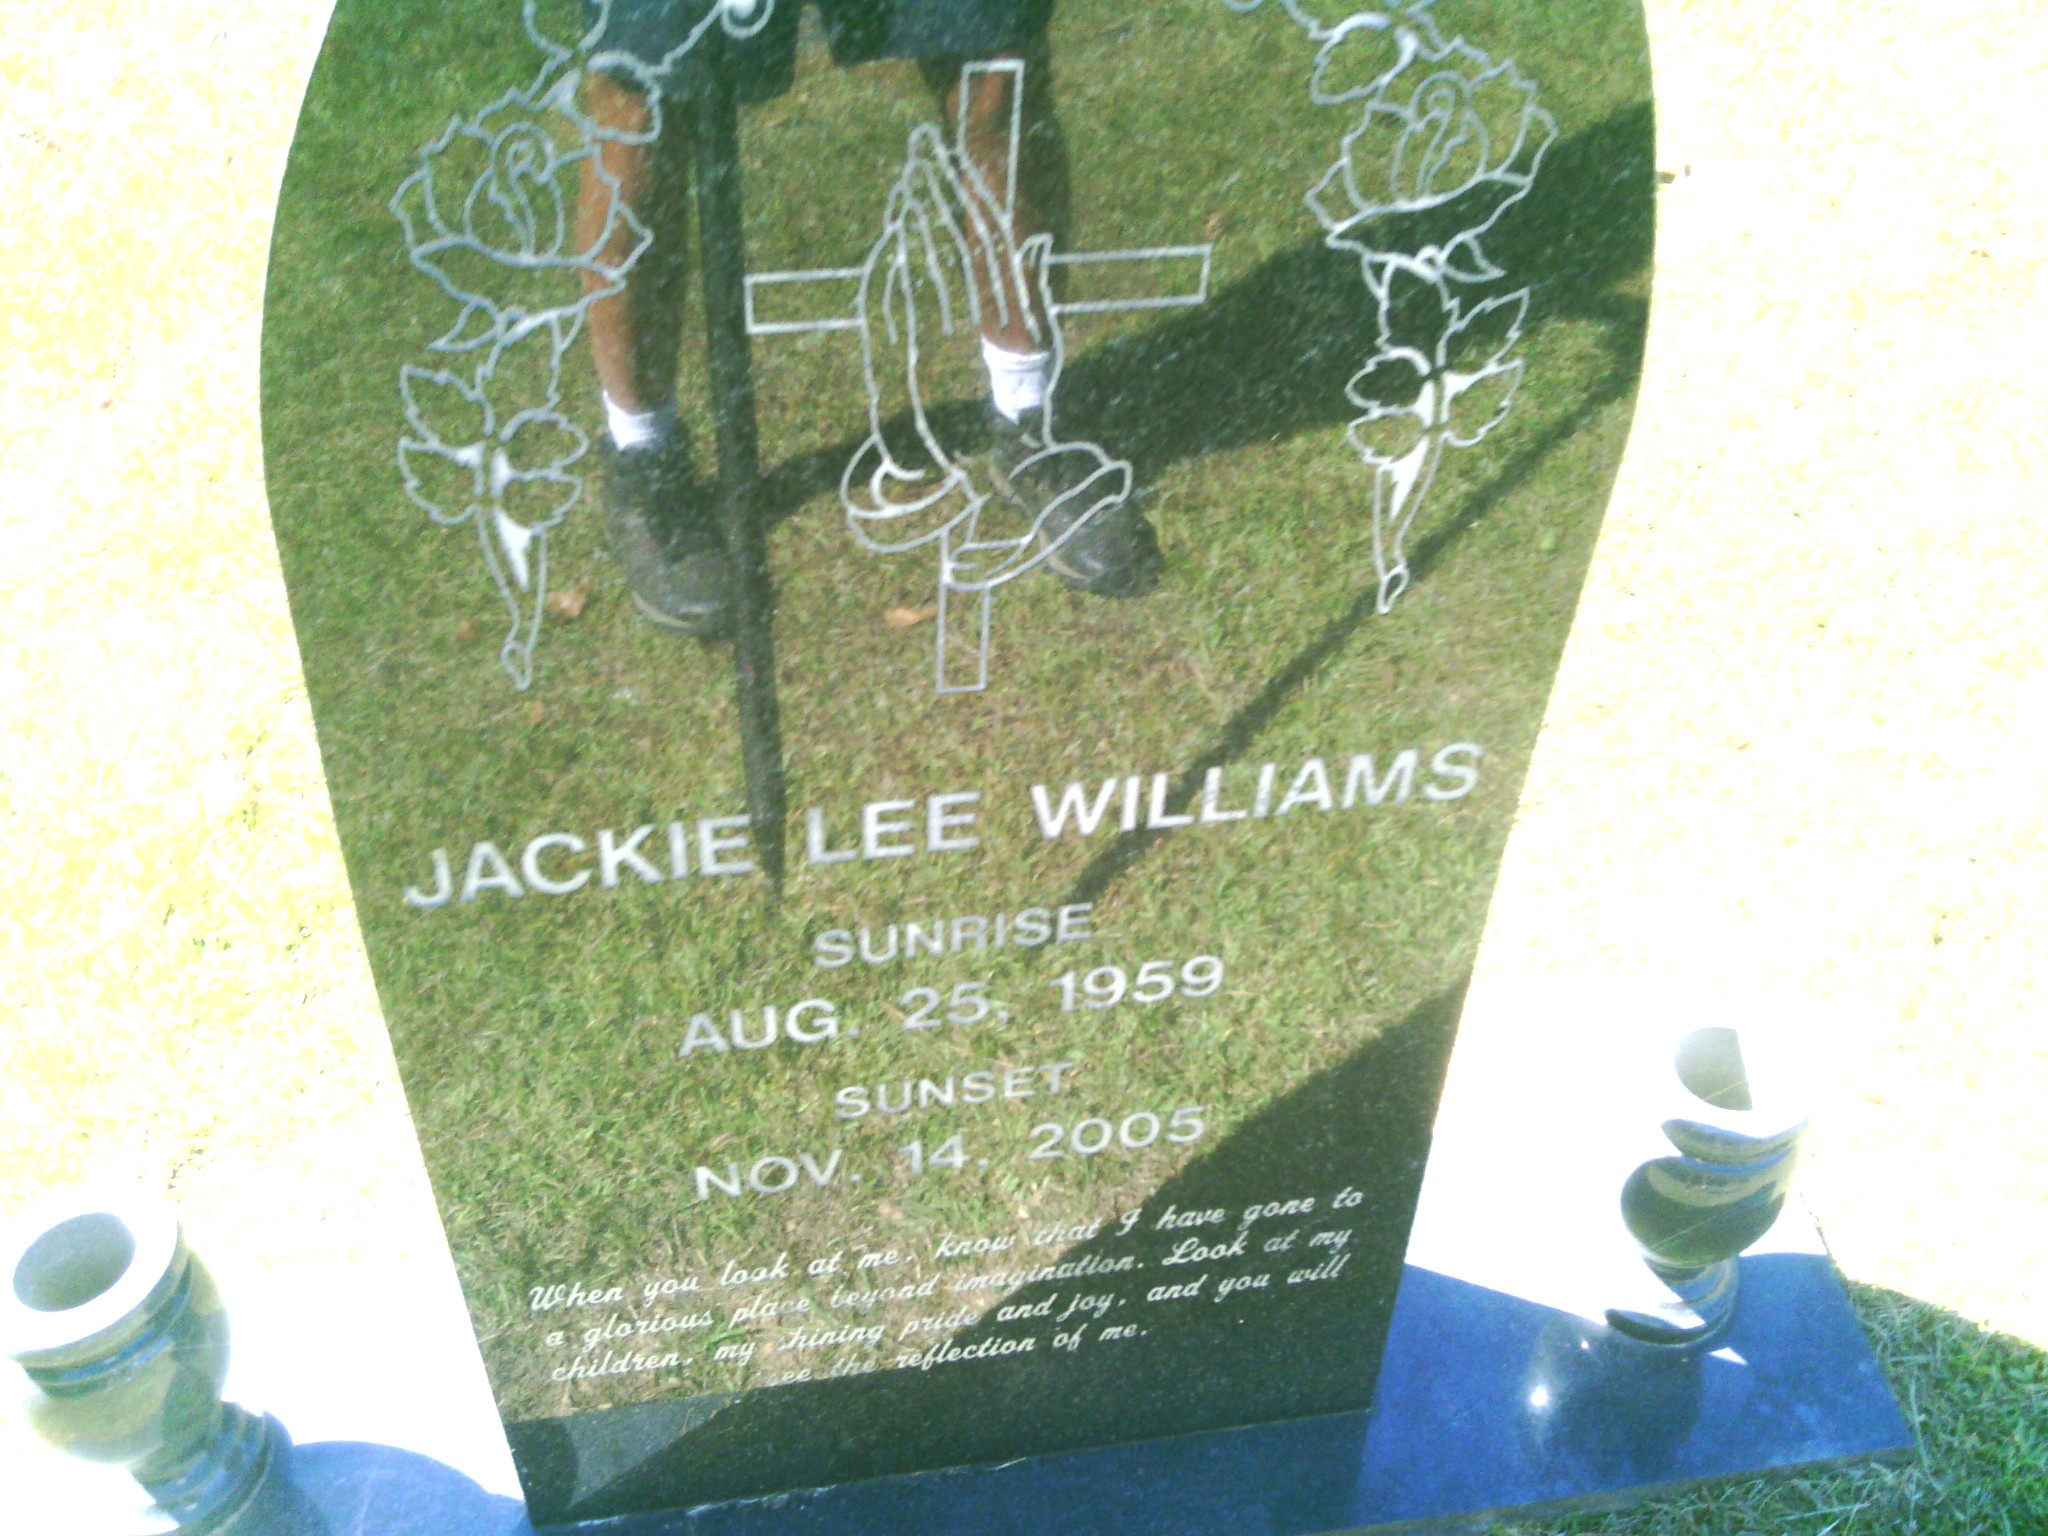 JACKIE LEE WILLIAMS
SUNRISE
AUG. 25, 1959
SUNSET
NOV. 14, 2005
When you look at me, know that I have gone to
a glorious place beyond imagination. Look at my
children, my shining pride and joy, and you will
see the reflection of me.